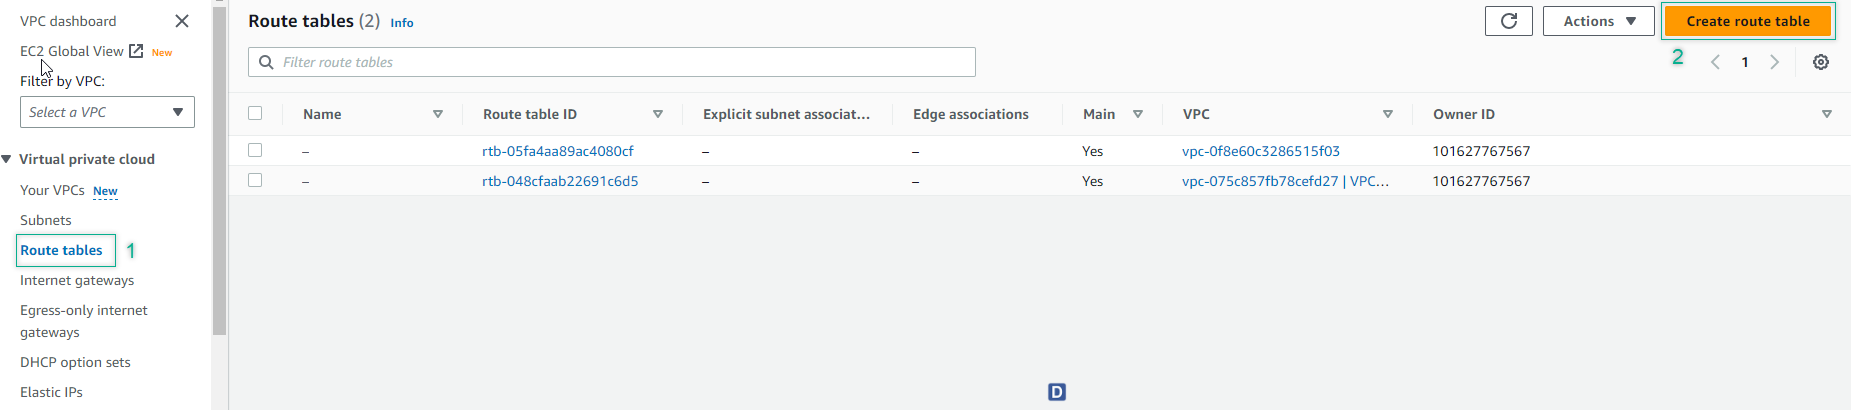 VPC dashboard
EC2 Global View New
Filter by VPC:
Select a VPC
Virtual private cloud
Your VPCs New
Subnets
Route tables 1
Internet gateways
Egress-only internet
gateways
DHCP option sets
Elastic IPs
Route tables (2) Info
Actions
Create route table
Filter route tables
2
1
Name Route table ID Explicit subnet associat... Edge associations Main VPC Owner ID
– rtb-05fa4aa89ac4080cf – – Yes vpc-0f8e60c3286515f03 101627767567
– rtb-048cfaab22691c6d5 – – Yes vpc-075c857fb78cefd27 | VPC... 101627767567
D